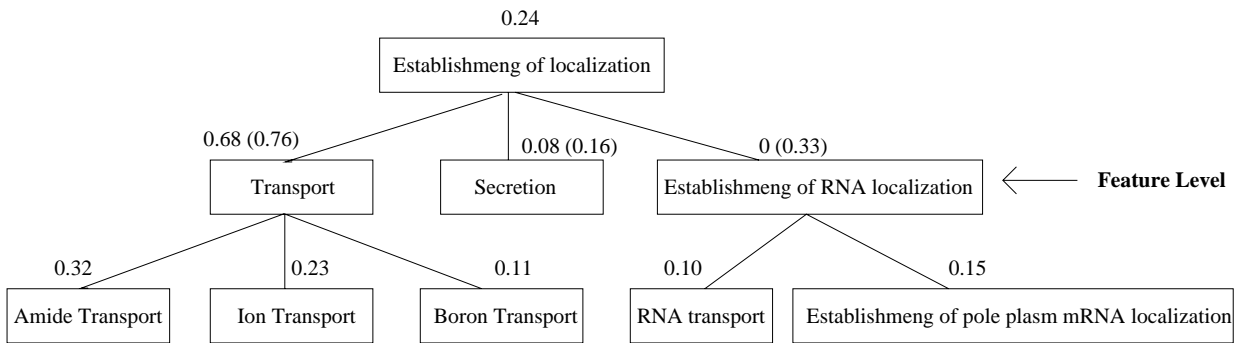 0.24
Establishmeng of localization
0.68 (0.76)
0.08 (0.16)
0 (0.33)
Transport
Secretion
Establishmeng of RNA localization
Feature Level
0.32
0.23
0.11
0.10
0.15
Amide Transport
Ion Transport
Boron Transport
RNA transport
Establishmeng of pole plasm mRNA localization